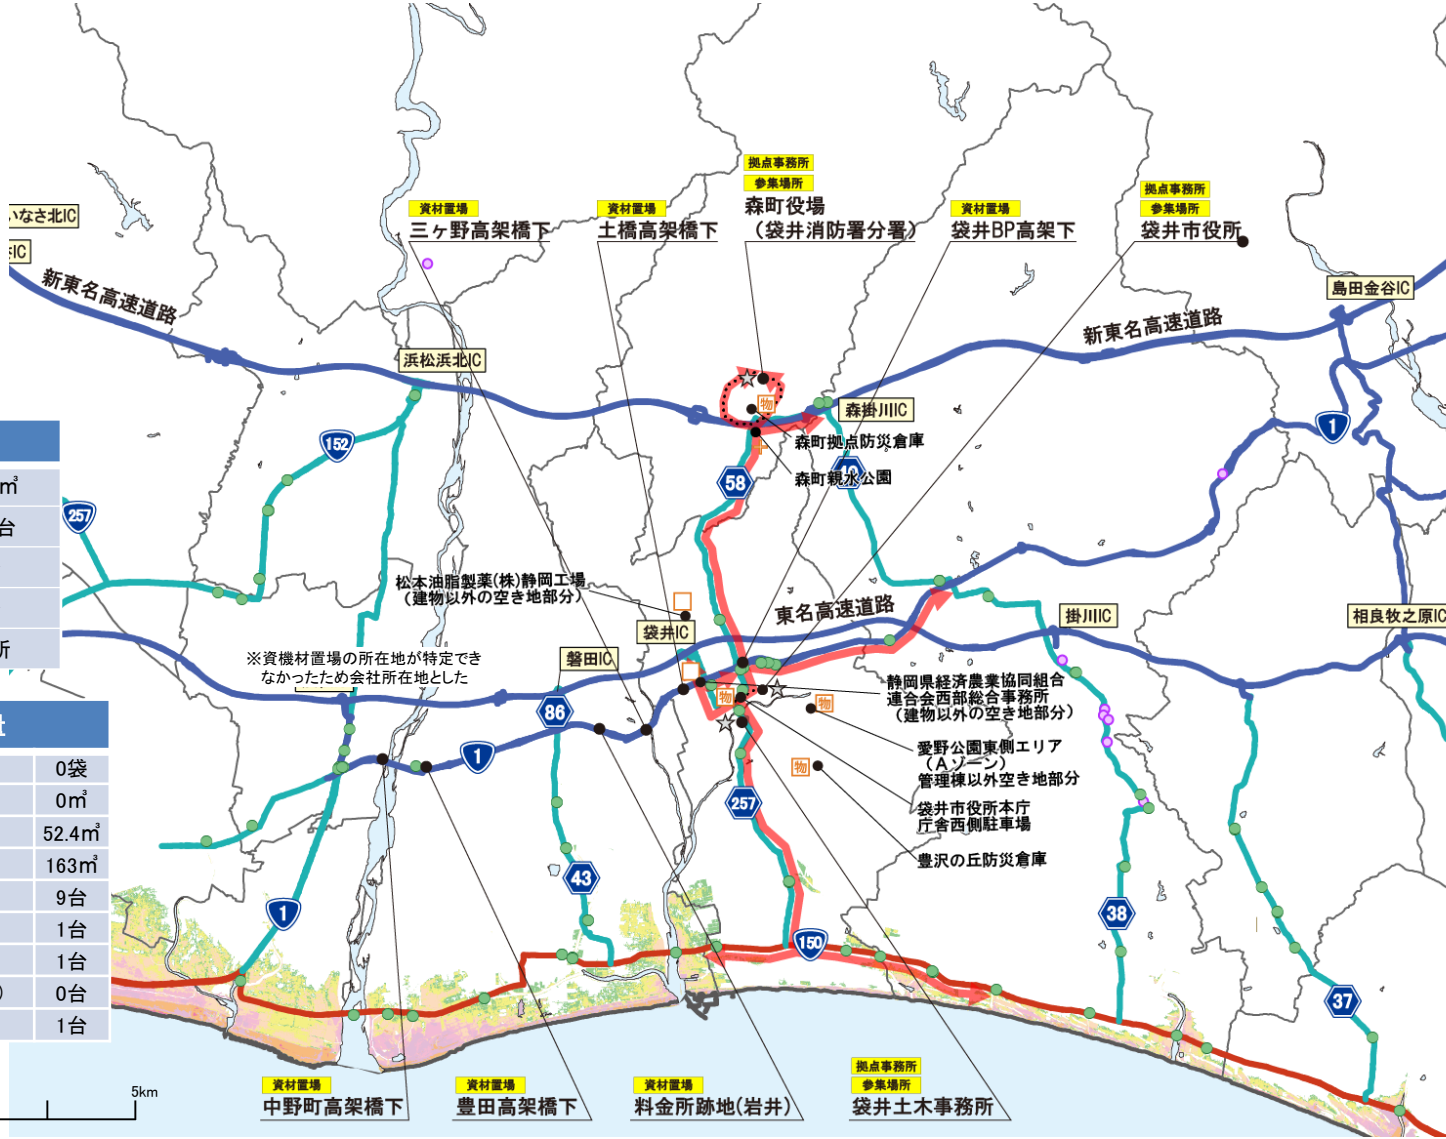 拠点事務所
参集場所
森町役場
（袋井消防署分署）
拠点事務所
参集場所
袋井市役所
資材置場
三ヶ野高架橋下
資材置場
土橋高架橋下
資材置場
袋井BP高架下
いなさ北IC
IC
新東名高速道路
島田金谷IC
新東名高速道路
浜松浜北IC
物
森掛川IC
1
152
森町拠点防災倉庫
58
森町親水公園
㎥
257
台
松本油脂製薬(株)静岡工場
（建物以外の空き地部分）
東名高速道路
掛川IC
相良牧之原IC
袋井IC
所
※資機材置場の所在地が特定でき
なかったため会社所在地とした
磐田IC
静岡県経済農業協同組合
連合会西部総合事務所
（建物以外の空き地部分）
物
物
86
愛野公園東側エリア
（Aゾーン）
管理棟以外空き地部分
1
物
0袋
0㎥
257
袋井市役所本庁
庁舎西側駐車場
52.4㎥
163㎥
豊沢の丘防災倉庫
43
9台
1
38
1台
150
1台
)
0台
37
1台
拠点事務所
資材置場
資材置場
資材置場
参集場所
5km
中野町高架橋下
豊田高架橋下
料金所跡地(岩井)
袋井土木事務所